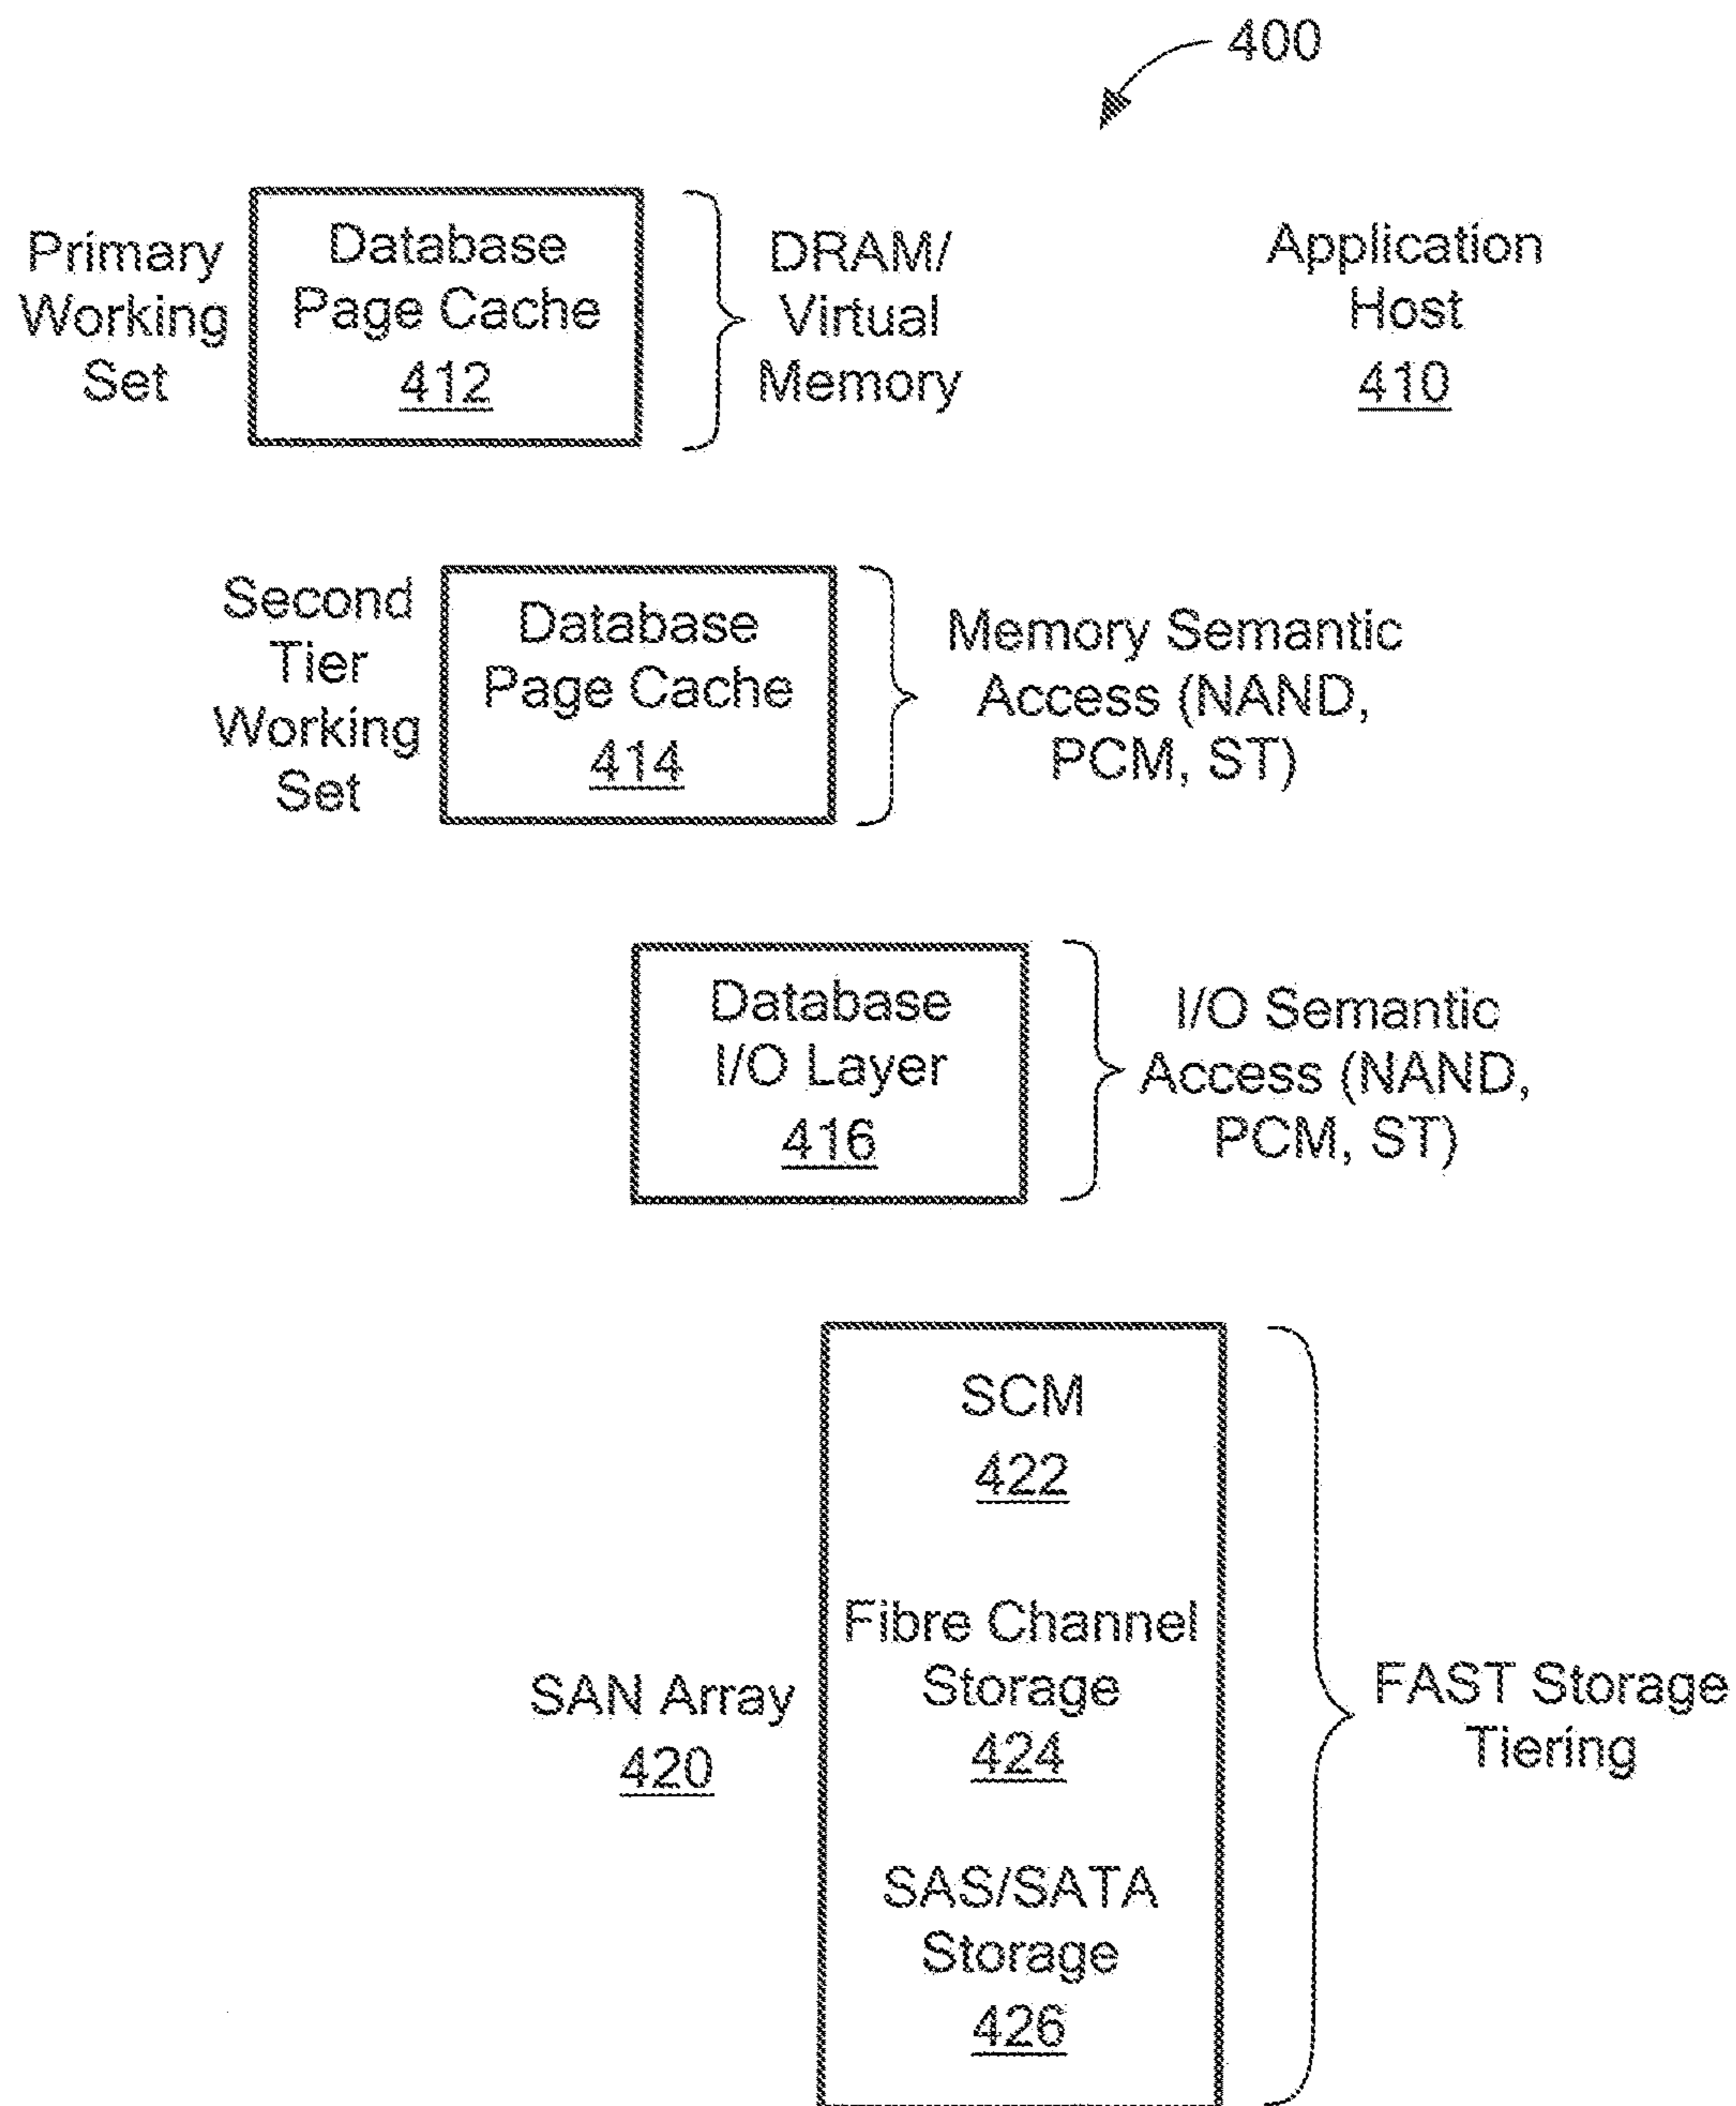 400
Primary
Working
Set
Database
Page Cache
412
DRAM/
Virtual
Memory
Application
Host
410
Second
Tier
Working
Set
Database
Page Cache
414
Memory Semantic
Access (NAND,
PCM, ST)
Database
I/O Layer
416
I/O Semantic
Access (NAND,
PCM, ST)
SAN Array
420
SCM
422
Fibre Channel
Storage
424
SAS/SATA
Storage
426
FAST Storage
Tiering